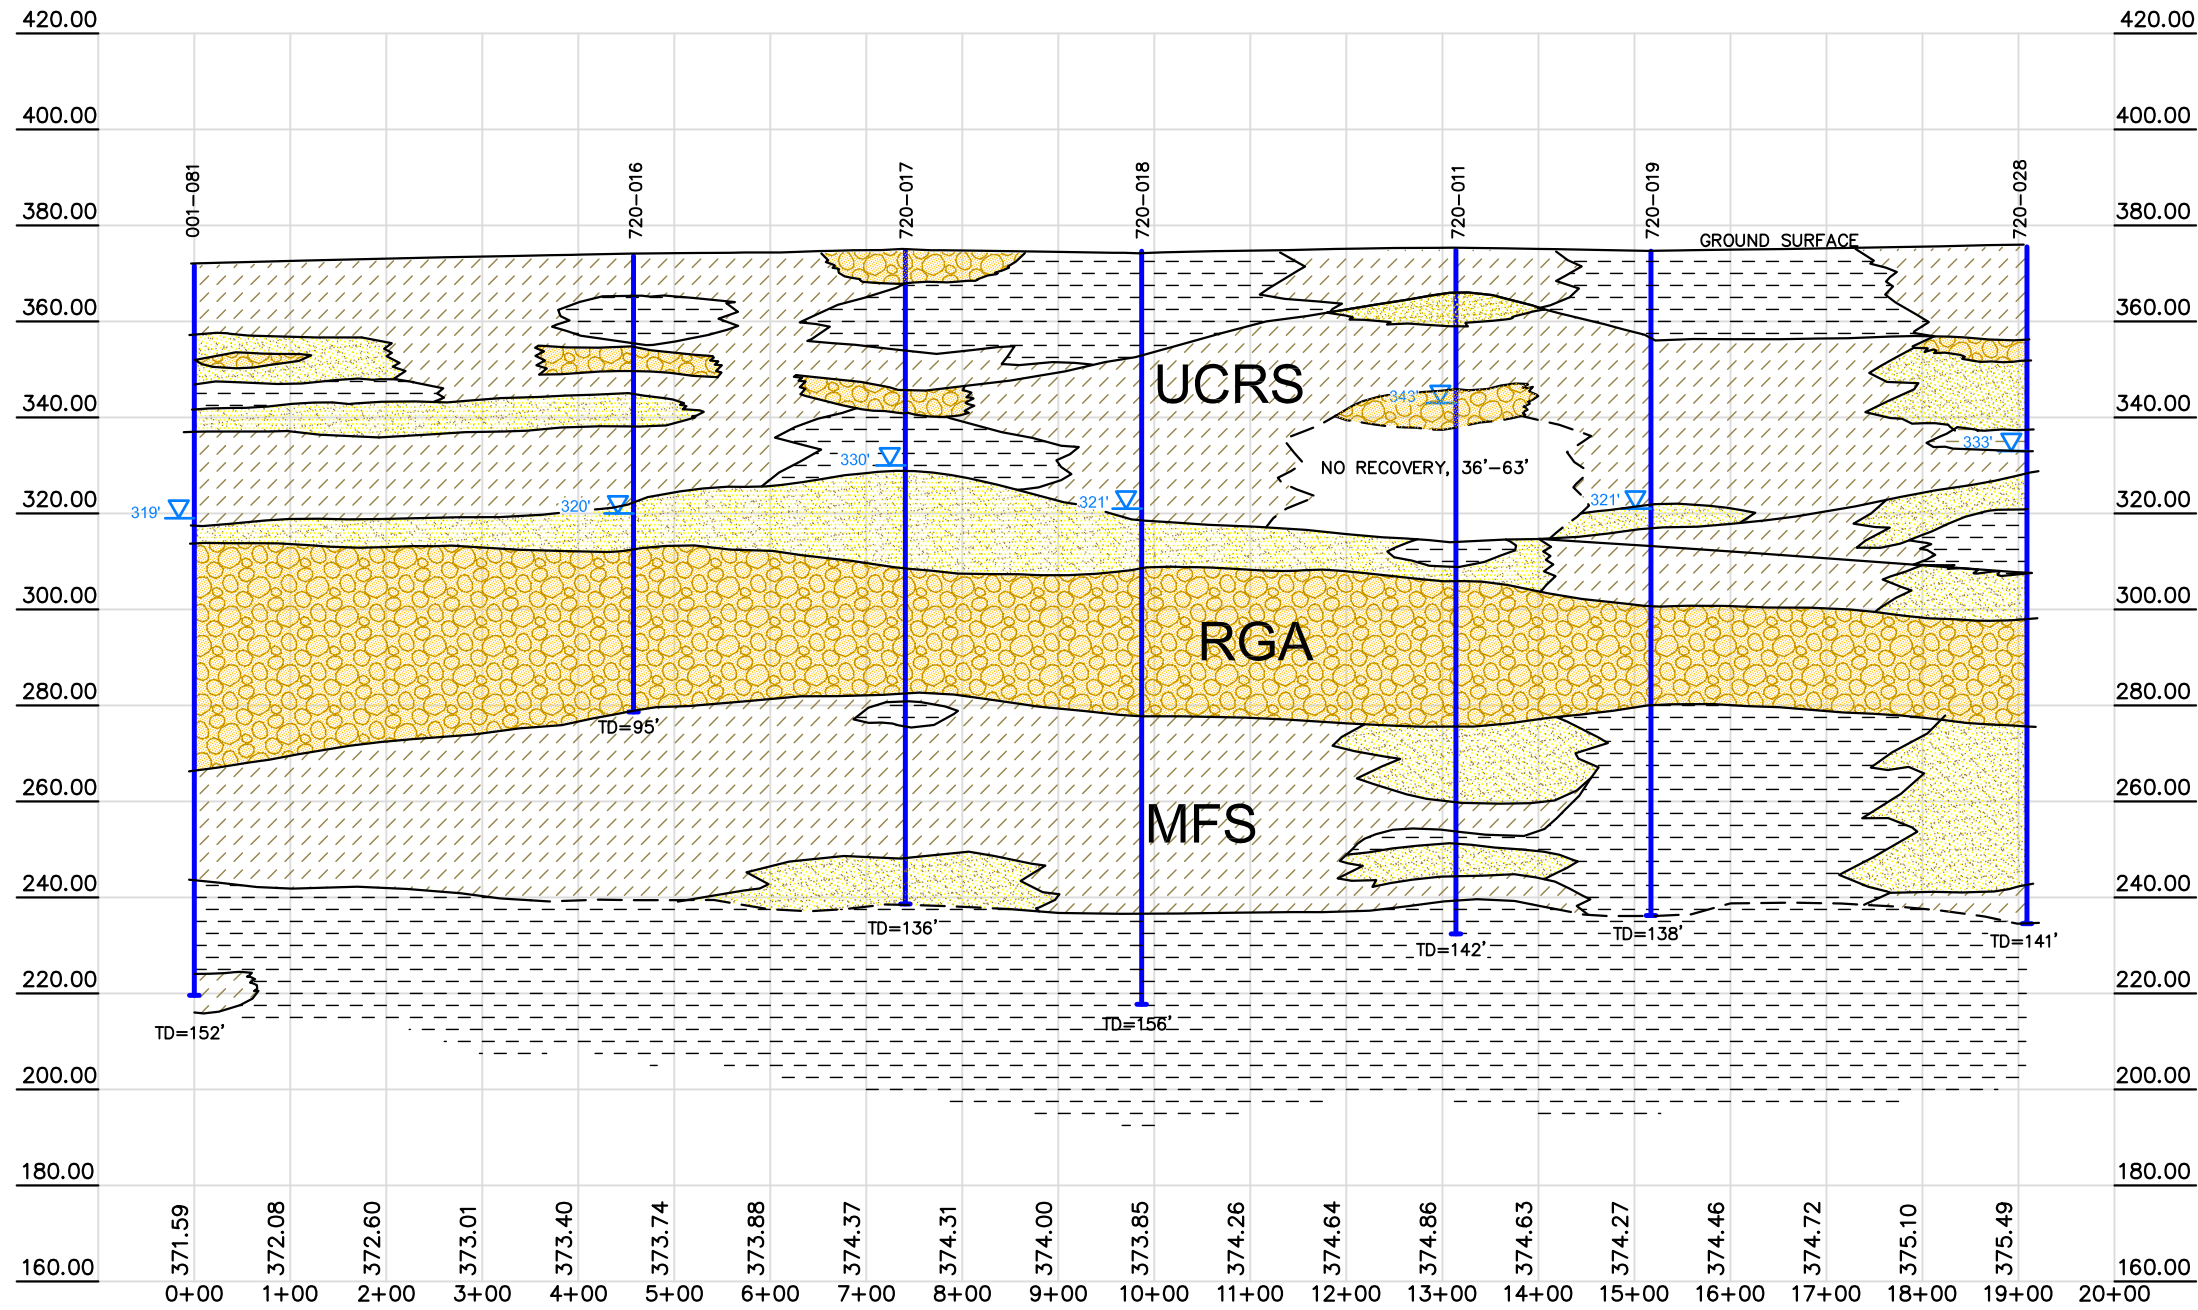 420.00 420.00
400.00 400.00
001-081 720-016 720-017 720-018 720-011 720-019 720-028
380.00 380.00
GROUND SURFACE
360.00 360.00
UCRS
343'
340.00 340.00
333'
330'
NO RECOVERY, 36'-63'
320.00 320.00
319' 320' 321' 321'
300.00 300.00
RGA
280.00 280.00
TD=95'
260.00 260.00
MFS
240.00 240.00
TD=136' TD=138' TD=141'
TD=142'
220.00 220.00
TD=152' TD=156'
200.00 200.00
180.00 180.00
371.59 372.08 372.60 373.01 373.40 373.74 373.88 374.37 374.31 374.00 373.85 374.26 374.64 374.86 374.63 374.27 374.46 374.72 375.10 375.49
160.00 160.00
0+00 1+00 2+00 3+00 4+00 5+00 6+00 7+00 8+00 9+00 10+00 11+00 12+00 13+00 14+00 15+00 16+00 17+00 18+00 19+00 20+00